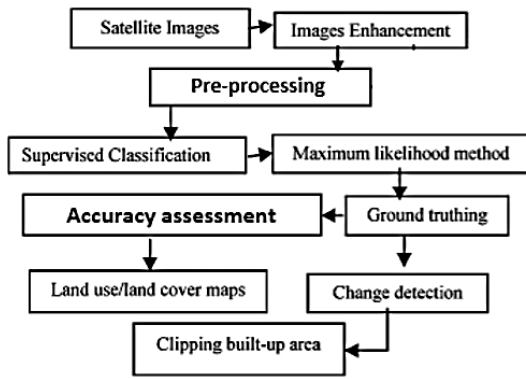 Satellite Images
Images Enhancement
Pre-processing
Supervised Classification
Maximum likelihood method
Accuracy assessment
Ground truthing
Land use/land cover maps
Change detection
Clipping built-up area